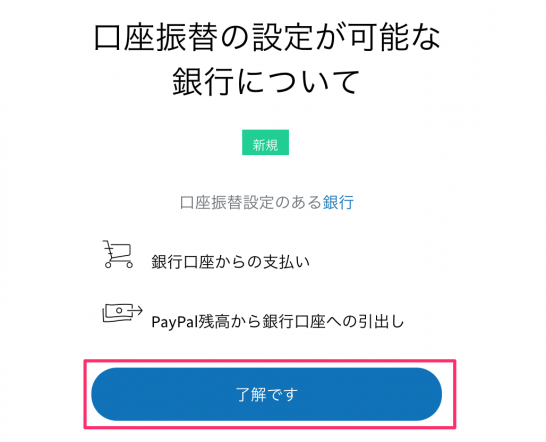 口座振替の設定が可能な
銀行について
新規
口座振替設定のある銀行
銀行口座からの支払い
PayPal残高から銀行口座への引出し
了解です